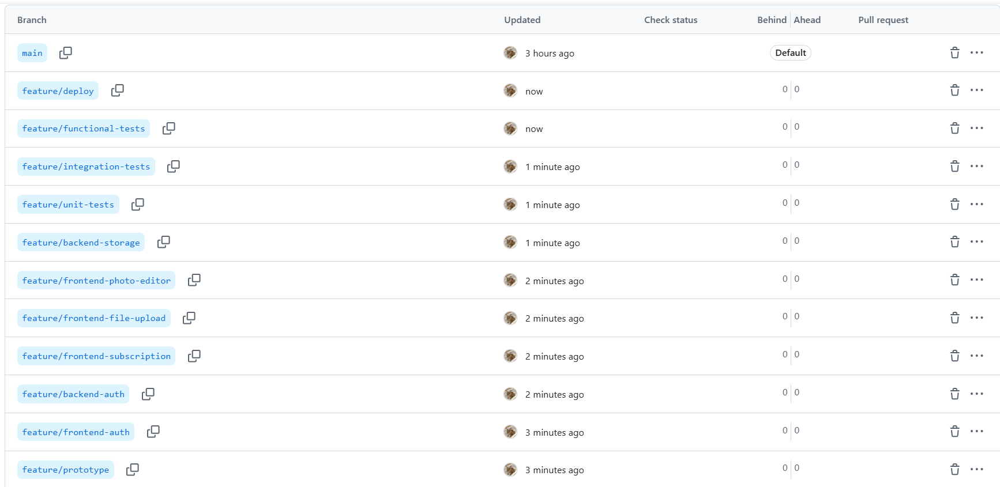 Branch Updated Check status Behind Ahead Pull request
main 3 hours ago Default
feature/deploy now 0 0
feature/functional-tests now 0 0
feature/integration-tests 1 minute ago 0 0
feature/unit-tests 1 minute ago 0 0
feature/backend-storage 1 minute ago 0 0
feature/frontend-photo-editor 2 minutes ago 0 0
feature/frontend-file-upload 2 minutes ago 0 0
feature/frontend-subscription 2 minutes ago 0 0
feature/backend-auth 2 minutes ago 0 0
feature/frontend-auth 3 minutes ago 0 0
feature/prototype 3 minutes ago 0 0